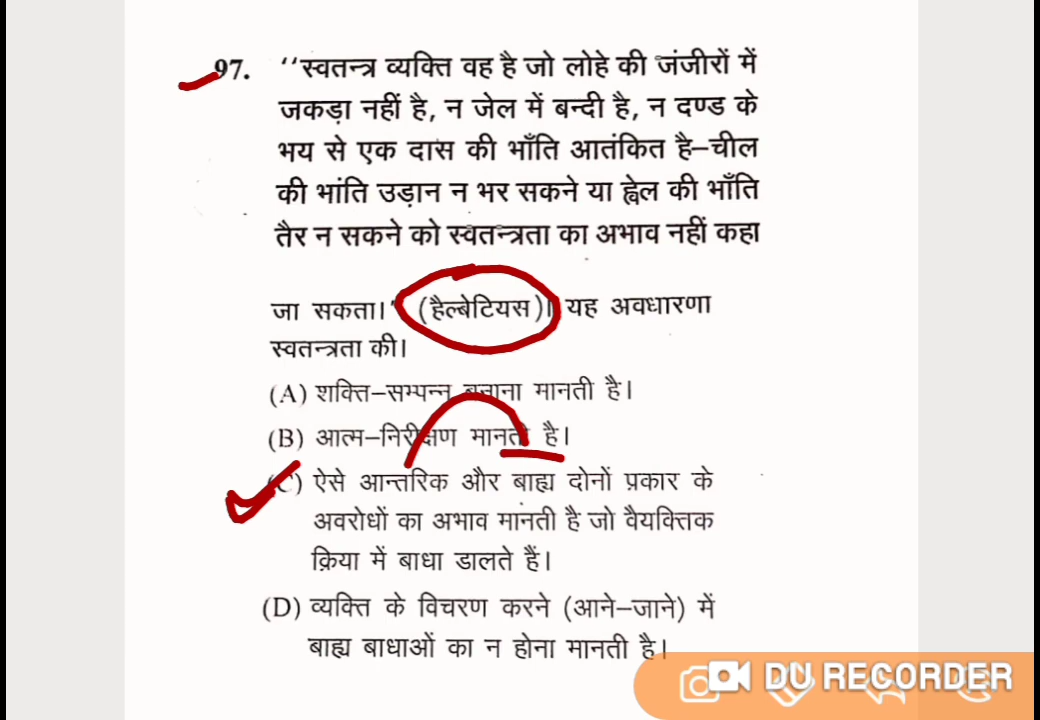 97. ‘‘स्वतन्त्र व्यक्ति वह है जो लोहे की जंजीरों में
जकड़ा नहीं है, न जेल में बन्दी है, न दण्ड के
भय से एक दास की भाँति आतंकित है–चील
की भांति उड़ान न भर सकने या ह्वेल की भाँति
तैर न सकने को स्वतन्त्रता का अभाव नहीं कहा
जा सकता।’ (हैल्बेटियस)। यह अवधारणा
स्वतन्त्रता की।
(A) शक्ति–सम्पन्न बनाना मानती है।
(B) आत्म–निरीक्षण मानती है।
(C) ऐसे आन्तरिक और बाह्य दोनों प्रकार के
अवरोधों का अभाव मानती है जो वैयक्तिक
क्रिया में बाधा डालते हैं।
(D) व्यक्ति के विचरण करने (आने–जाने) में
बाह्य बाधाओं का न होना मानती है।
DU RECORDER